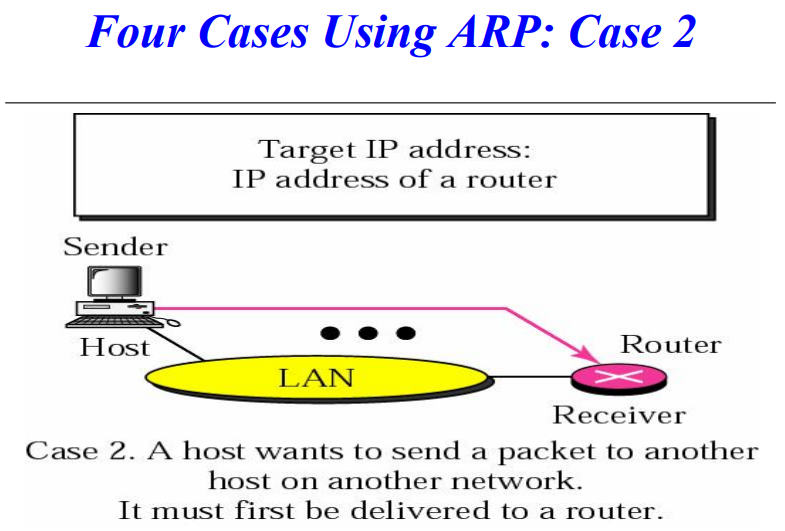 Four Cases Using ARP: Case 2
Target IP address:
IP address of a router
Sender
Host
LAN
Router
Receiver
Case 2. A host wants to send a packet to another
host on another network.
It must first be delivered to a router.